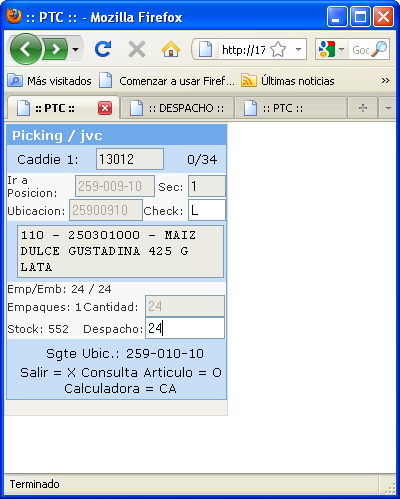 :: PTC :: - Mozilla Firefox
http://17
Goo
Más visitados Comenzar a usar Firef... Últimas noticias »
:: PTC :: :: DESPACHO :: :: PTC ::
Picking / jvc
Caddie 1: 13012 0/34
Ir a Posicion: 259-009-10 Sec: 1
Ubicacion: 25900910 Check: L
110 - 250301000 - MAIZ
DULCE GUSTADINA 425 G
LATA
Emp/Emb: 24 / 24
Empaques: 1 Cantidad: 24
Stock: 552 Despacho: 24
Sgte Ubic.: 259-010-10
Salir = X Consulta Articulo = O
Calculadora = CA
Terminado